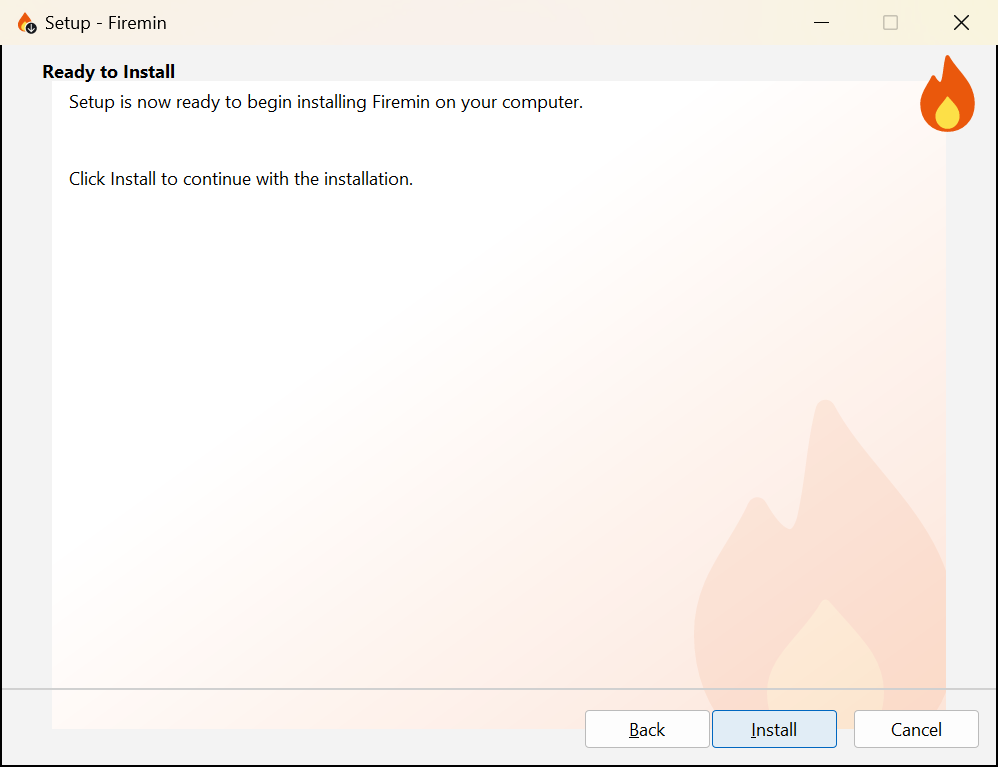 Setup - Firemin
Ready to Install
Setup is now ready to begin installing Firemin on your computer.
Click Install to continue with the installation.
Back
Install
Cancel